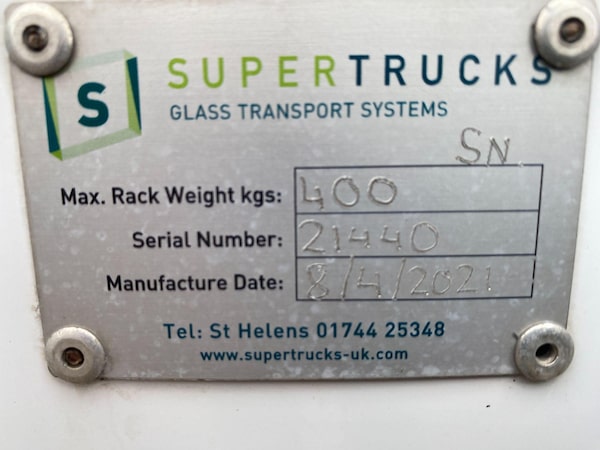 S
SUPERTRUCKS
GLASS TRANSPORT SYSTEMS
SN
Max. Rack Weight kgs: 400
Serial Number: 21440
Manufacture Date: 8/4/2021
Tel: St Helens 01744 25348
www.supertrucks-uk.com